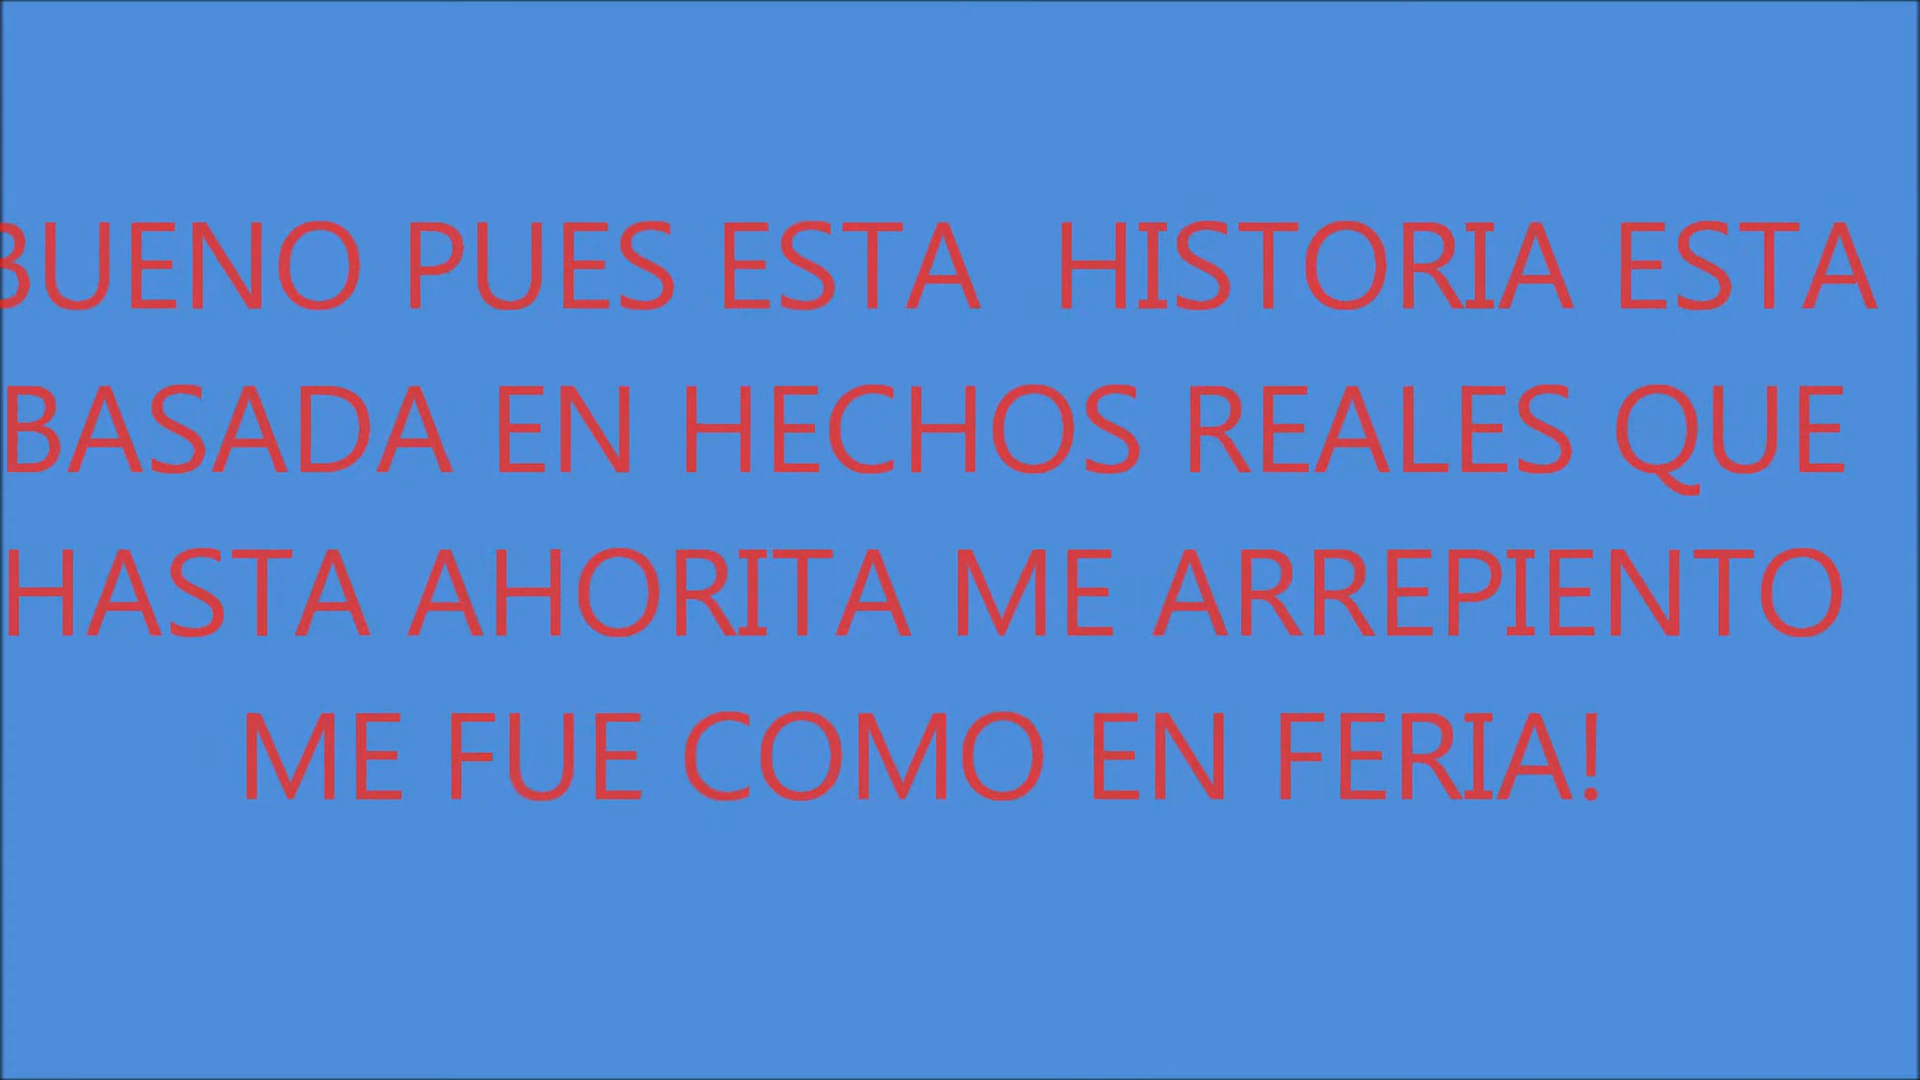 BUENO PUES ESTA  HISTORIA ESTA
BASADA EN HECHOS REALES QUE
HASTA AHORITA ME ARREPIENTO
ME FUE COMO EN FERIA!